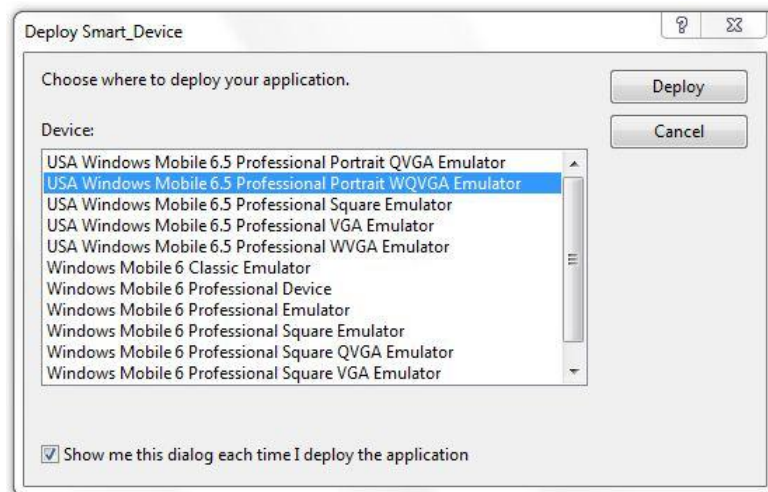 Deploy Smart_Device
Choose where to deploy your application.
Deploy
Device:
Cancel
USA Windows Mobile 6.5 Professional Portrait QVGA Emulator
USA Windows Mobile 6.5 Professional Portrait WQVGA Emulator
USA Windows Mobile 6.5 Professional Square Emulator
USA Windows Mobile 6.5 Professional VGA Emulator
USA Windows Mobile 6.5 Professional WVGA Emulator
Windows Mobile 6 Classic Emulator
Windows Mobile 6 Professional Device
Windows Mobile 6 Professional Emulator
Windows Mobile 6 Professional Square Emulator
Windows Mobile 6 Professional Square QVGA Emulator
Windows Mobile 6 Professional Square VGA Emulator
Show me this dialog each time I deploy the application